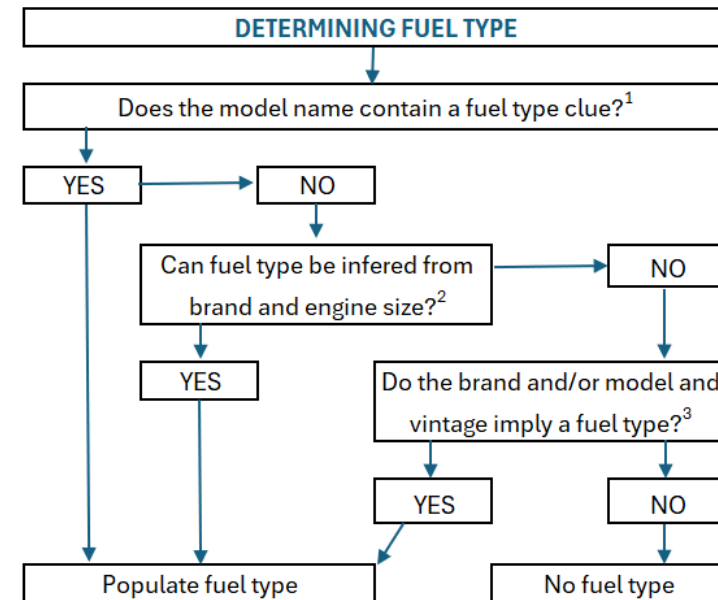 DETERMINING FUEL TYPE
Does the model name contain a fuel type clue?1
YES
NO
Can fuel type be infered from
brand and engine size?2
NO
YES
Do the brand and/or model and
vintage imply a fuel type?3
YES
NO
Populate fuel type
No fuel type